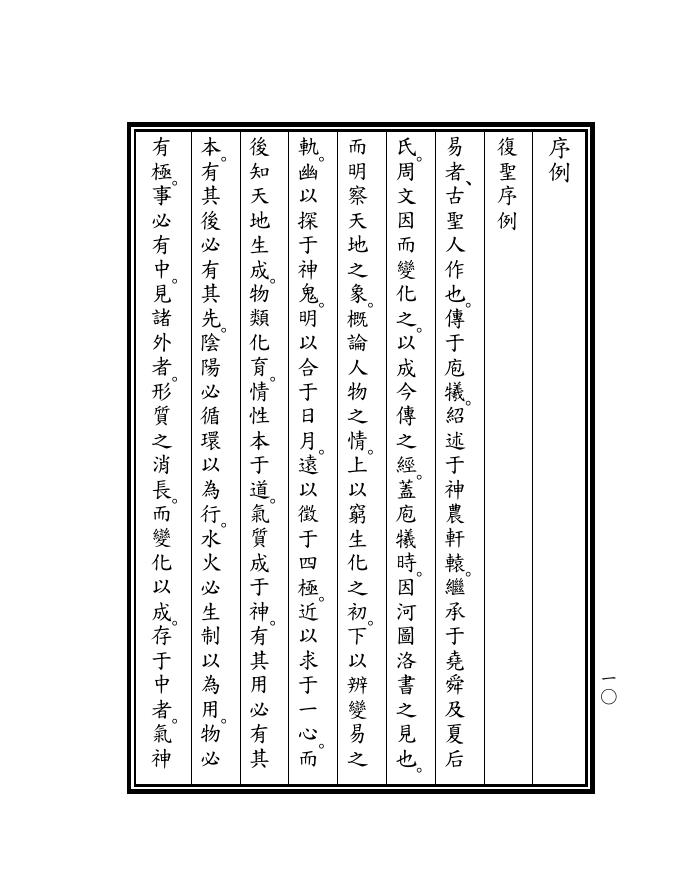 序例
復聖序例
易者、古聖人作也。傳于庖犧。紹述于神農軒轅。繼承于堯舜及夏后
氏。周文因而變化之。以成今傳之經。蓋庖犧時。因河圖洛書之見也。
而明察天地之象。概論人物之情。上以窮生化之初。下以辨變易之
軌。幽以探于神鬼。明以合于日月。遠以徵于四極。近以求于一心。而
後知天地生成。物類化育。情性本于道。氣質成于神。有其用必有其
本。有其後必有其先。陰陽必循環以為行。水火必生制以為用。物必
有極。事必有中。見諸外者。形質之消長。而變化以成。存于中者。氣神
一〇